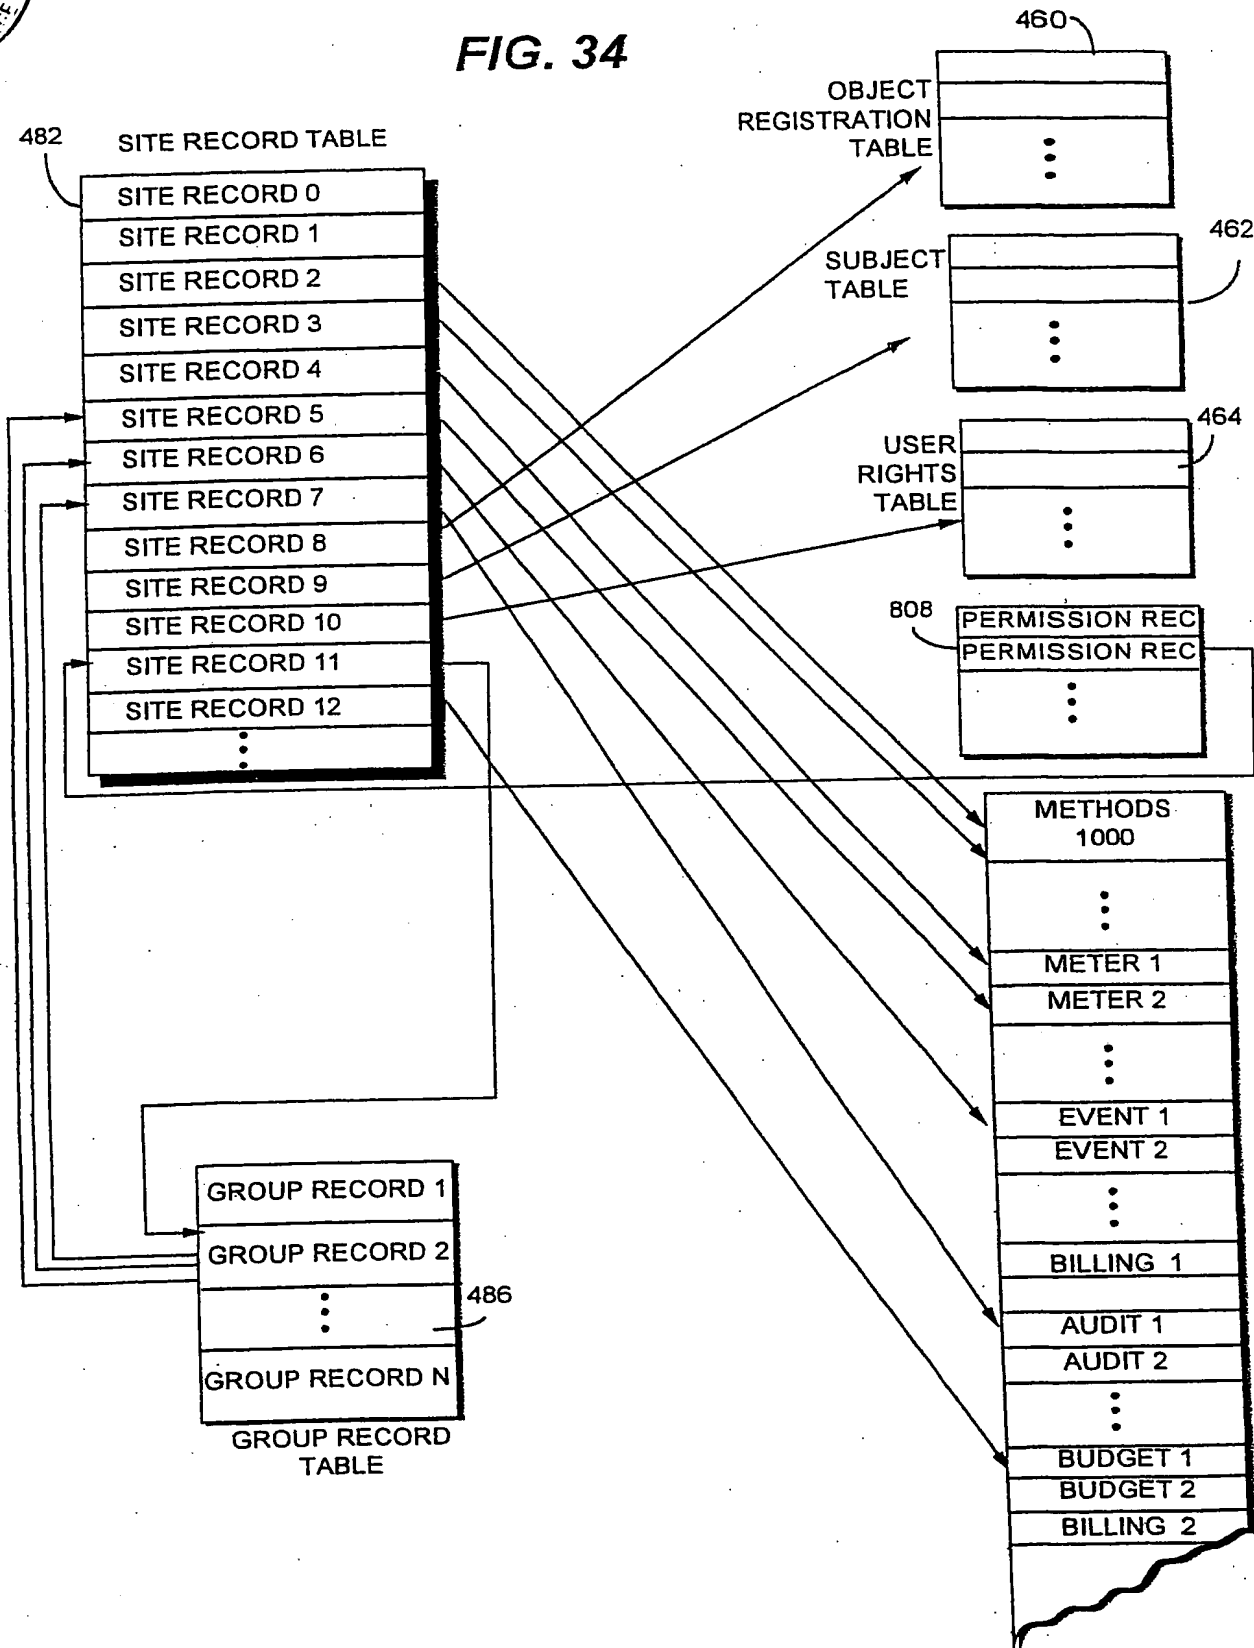 FIG. 34
460
OBJECT
REGISTRATION
TABLE
482
SITE RECORD TABLE
SITE RECORD 0
SITE RECORD 1
SITE RECORD 2
SITE RECORD 3
SITE RECORD 4
SITE RECORD 5
SITE RECORD 6
SITE RECORD 7
SITE RECORD 8
SITE RECORD 9
SITE RECORD 10
SITE RECORD 11
SITE RECORD 12
462
SUBJECT
TABLE
464
USER
RIGHTS
TABLE
808
PERMISSION REC
PERMISSION REC
METHODS
1000
METER 1
METER 2
EVENT 1
EVENT 2
BILLING 1
AUDIT 1
AUDIT 2
BUDGET 1
BUDGET 2
BILLING 2
GROUP RECORD 1
GROUP RECORD 2
486
GROUP RECORD N
GROUP RECORD
TABLE